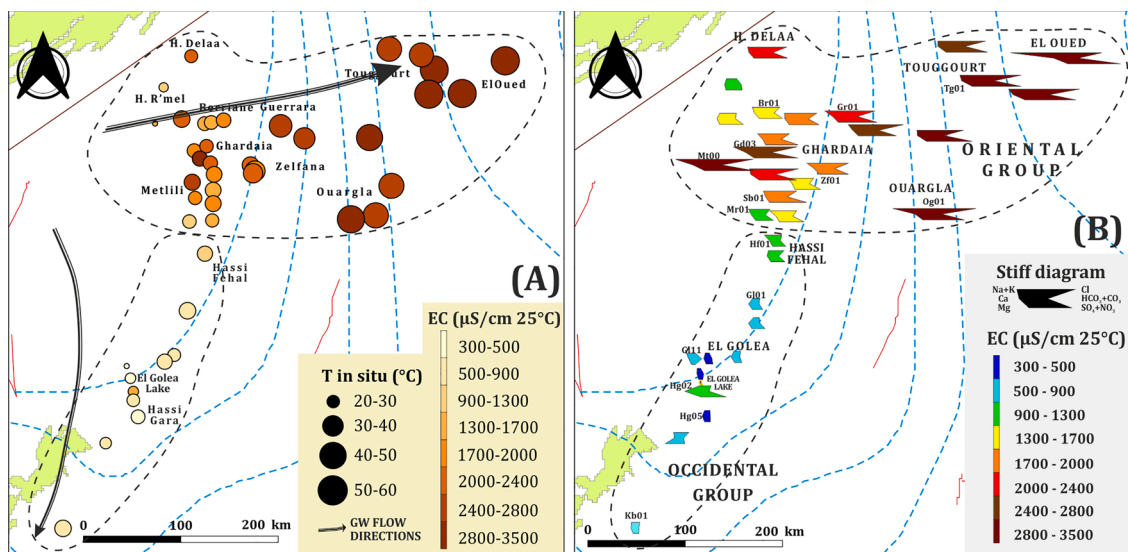 H. Delaa
H. R'mel
Berriane Guerrara
Touggourt
ElOued
Ghardaia
Zelfana
Metlili
Ouargla
Hassi
Fehal
El Golea
Lake
Hassi
Gara
(A)
EC (µS/cm 25°C)
300-500
500-900
900-1300
1300-1700
1700-2000
2000-2400
2400-2800
2800-3500
T in situ (°C)
20-30
30-40
40-50
50-60
GW FLOW
DIRECTIONS
0 100 200 km
H. DELAA
EL OUED
TOUGGOURT
Tg01
Br01
Gr01
Gd03
GHARDAIA
Mt00
Zf01
ORIENTAL
GROUP
OUARGLA
Og01
Sb01
Mr01
Hf01
HASSI
FEHAL
(B)
Gl01
EL GOLEA
Gl11
EL GOLEA
LAKE
Hg02
Hg05
OCCIDENTAL
GROUP
Kb01
0 100 200 km
Stiff diagram
Na+K Cl
Ca HCO₃+CO₃
Mg SO₄+NO₃
EC (µS/cm 25°C)
300 - 500
500 - 900
900 - 1300
1300 - 1700
1700 - 2000
2000 - 2400
2400 - 2800
2800 - 3500